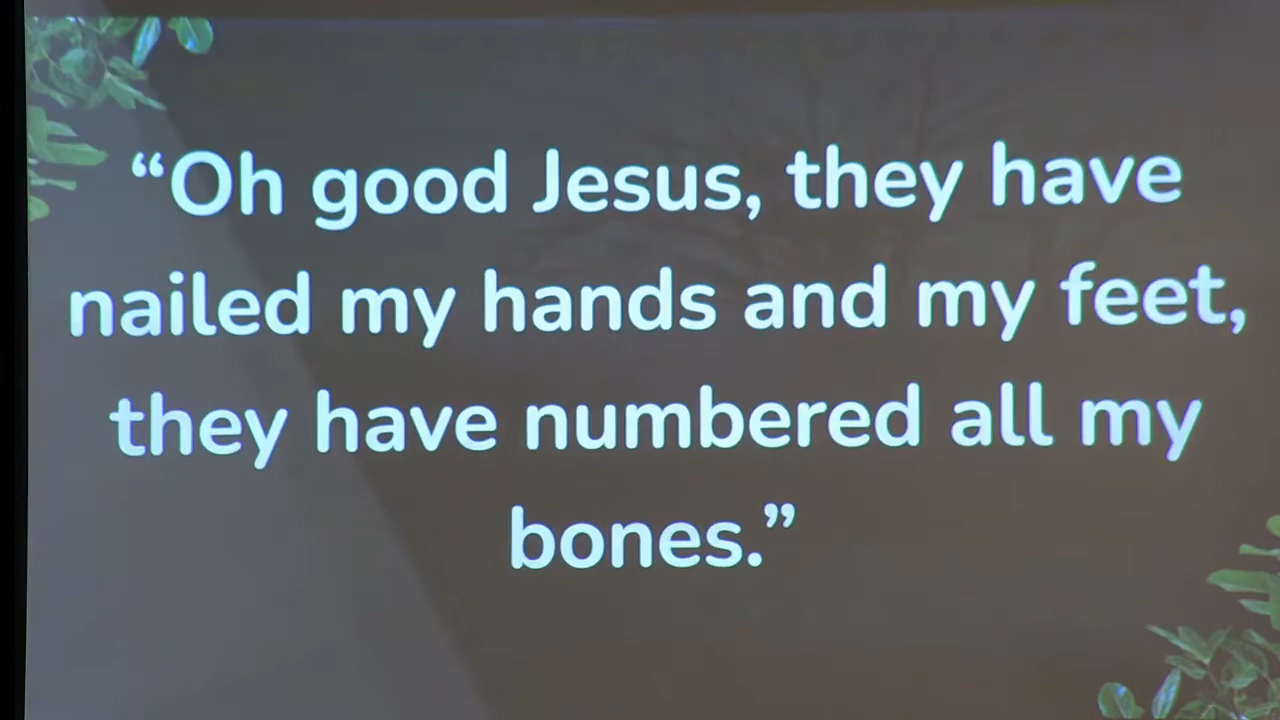 “Oh good Jesus, they have
nailed my hands and my feet,
they have numbered all my
bones.”